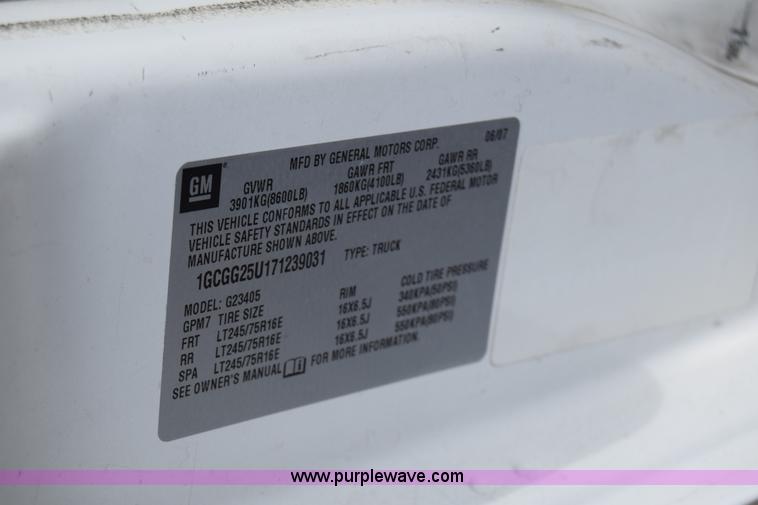 GM
MFD BY GENERAL MOTORS CORP. 06/07
GVWR GAWR FRT GAWR RR
3901KG(8600LB) 1860KG(4100LB) 2431KG(5360LB)
THIS VEHICLE CONFORMS TO ALL APPLICABLE U.S. FEDERAL MOTOR
VEHICLE SAFETY STANDARDS IN EFFECT ON THE DATE OF
MANUFACTURE SHOWN ABOVE.
1GCGG25U171239031 TYPE: TRUCK
MODEL: G23405
GPM7 TIRE SIZE RIM COLD TIRE PRESSURE
FRT LT245/75R16E 16X6.5J 340KPA(50PSI)
RR LT245/75R16E 16X6.5J 550KPA(80PSI)
SPA LT245/75R16E 16X6.5J 550KPA(80PSI)
SEE OWNER'S MANUAL FOR MORE INFORMATION.
www.purplewave.com